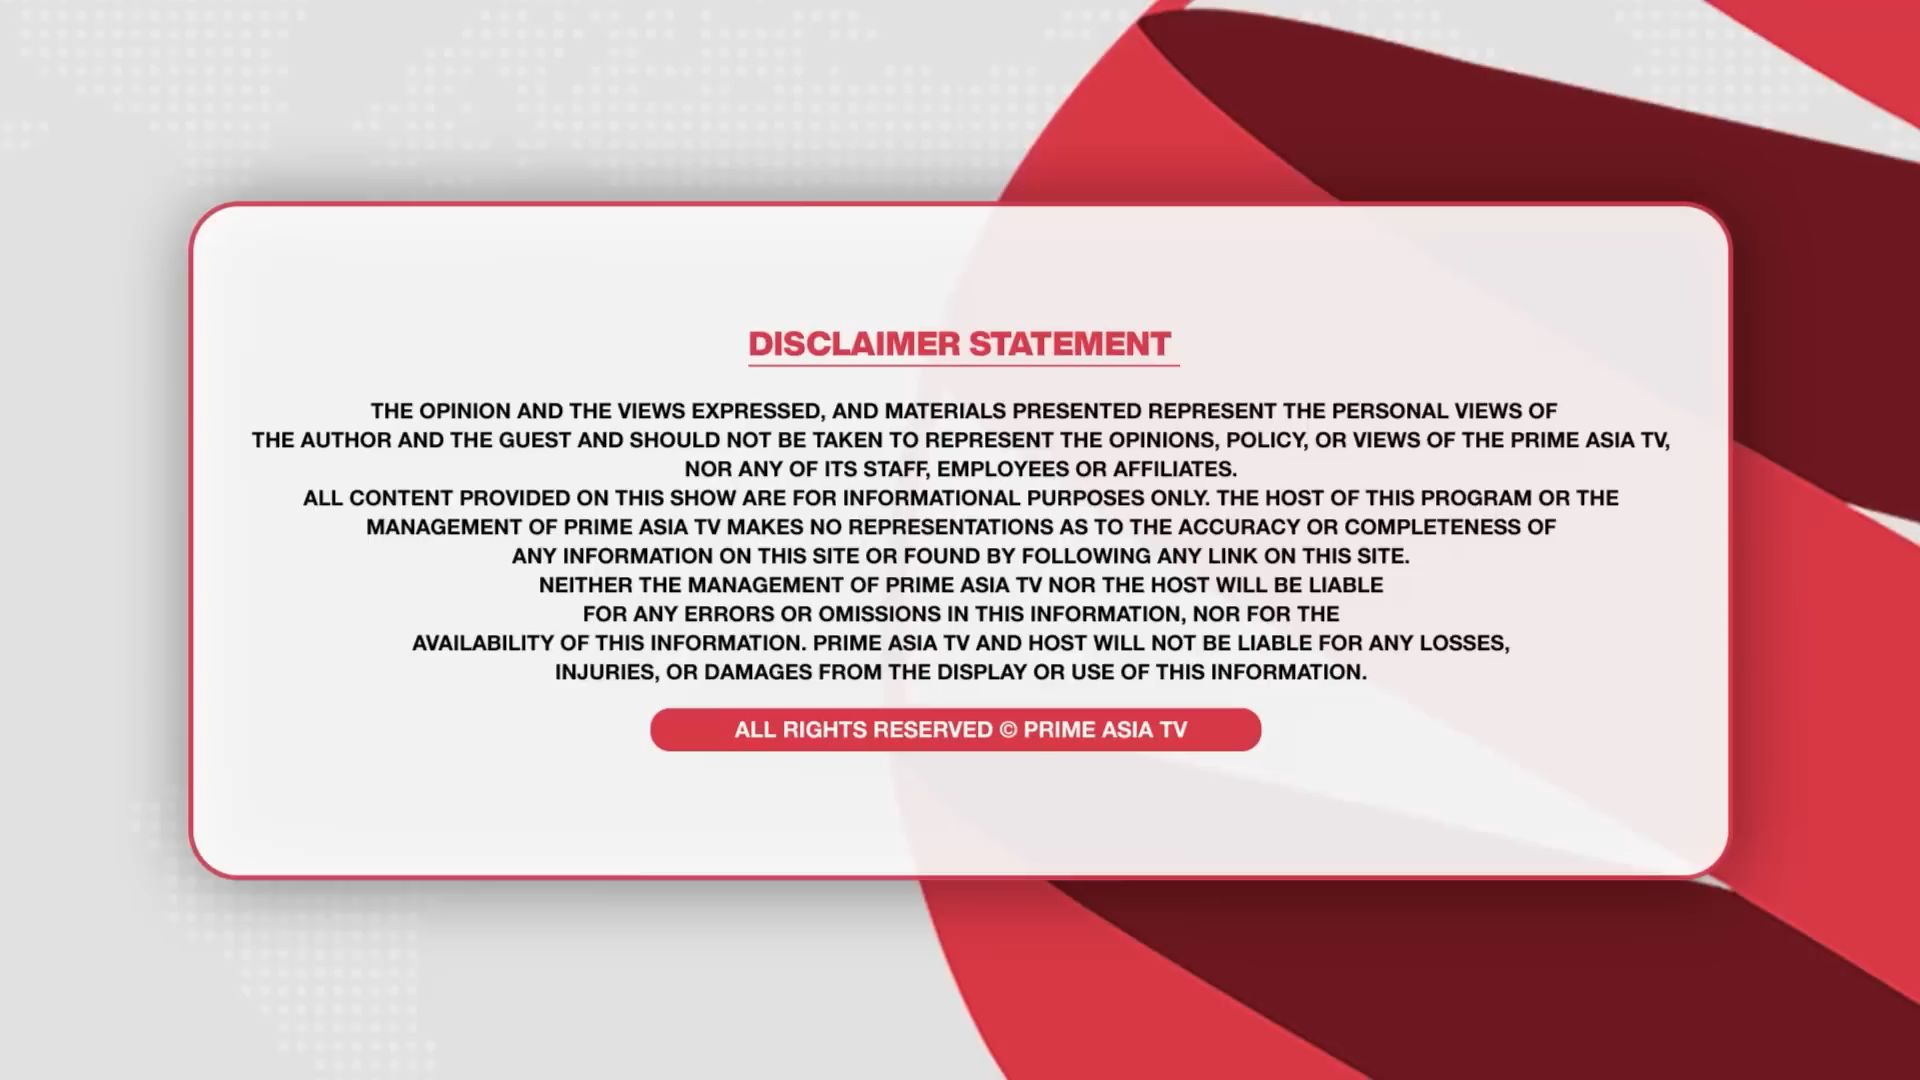 DISCLAIMER STATEMENT
THE OPINION AND THE VIEWS EXPRESSED, AND MATERIALS PRESENTED REPRESENT THE PERSONAL VIEWS OF
THE AUTHOR AND THE GUEST AND SHOULD NOT BE TAKEN TO REPRESENT THE OPINIONS, POLICY, OR VIEWS OF THE PRIME ASIA TV,
NOR ANY OF ITS STAFF, EMPLOYEES OR AFFILIATES.
ALL CONTENT PROVIDED ON THIS SHOW ARE FOR INFORMATIONAL PURPOSES ONLY. THE HOST OF THIS PROGRAM OR THE
MANAGEMENT OF PRIME ASIA TV MAKES NO REPRESENTATIONS AS TO THE ACCURACY OR COMPLETENESS OF
ANY INFORMATION ON THIS SITE OR FOUND BY FOLLOWING ANY LINK ON THIS SITE.
NEITHER THE MANAGEMENT OF PRIME ASIA TV NOR THE HOST WILL BE LIABLE
FOR ANY ERRORS OR OMISSIONS IN THIS INFORMATION, NOR FOR THE
AVAILABILITY OF THIS INFORMATION. PRIME ASIA TV AND HOST WILL NOT BE LIABLE FOR ANY LOSSES,
INJURIES, OR DAMAGES FROM THE DISPLAY OR USE OF THIS INFORMATION.
ALL RIGHTS RESERVED © PRIME ASIA TV